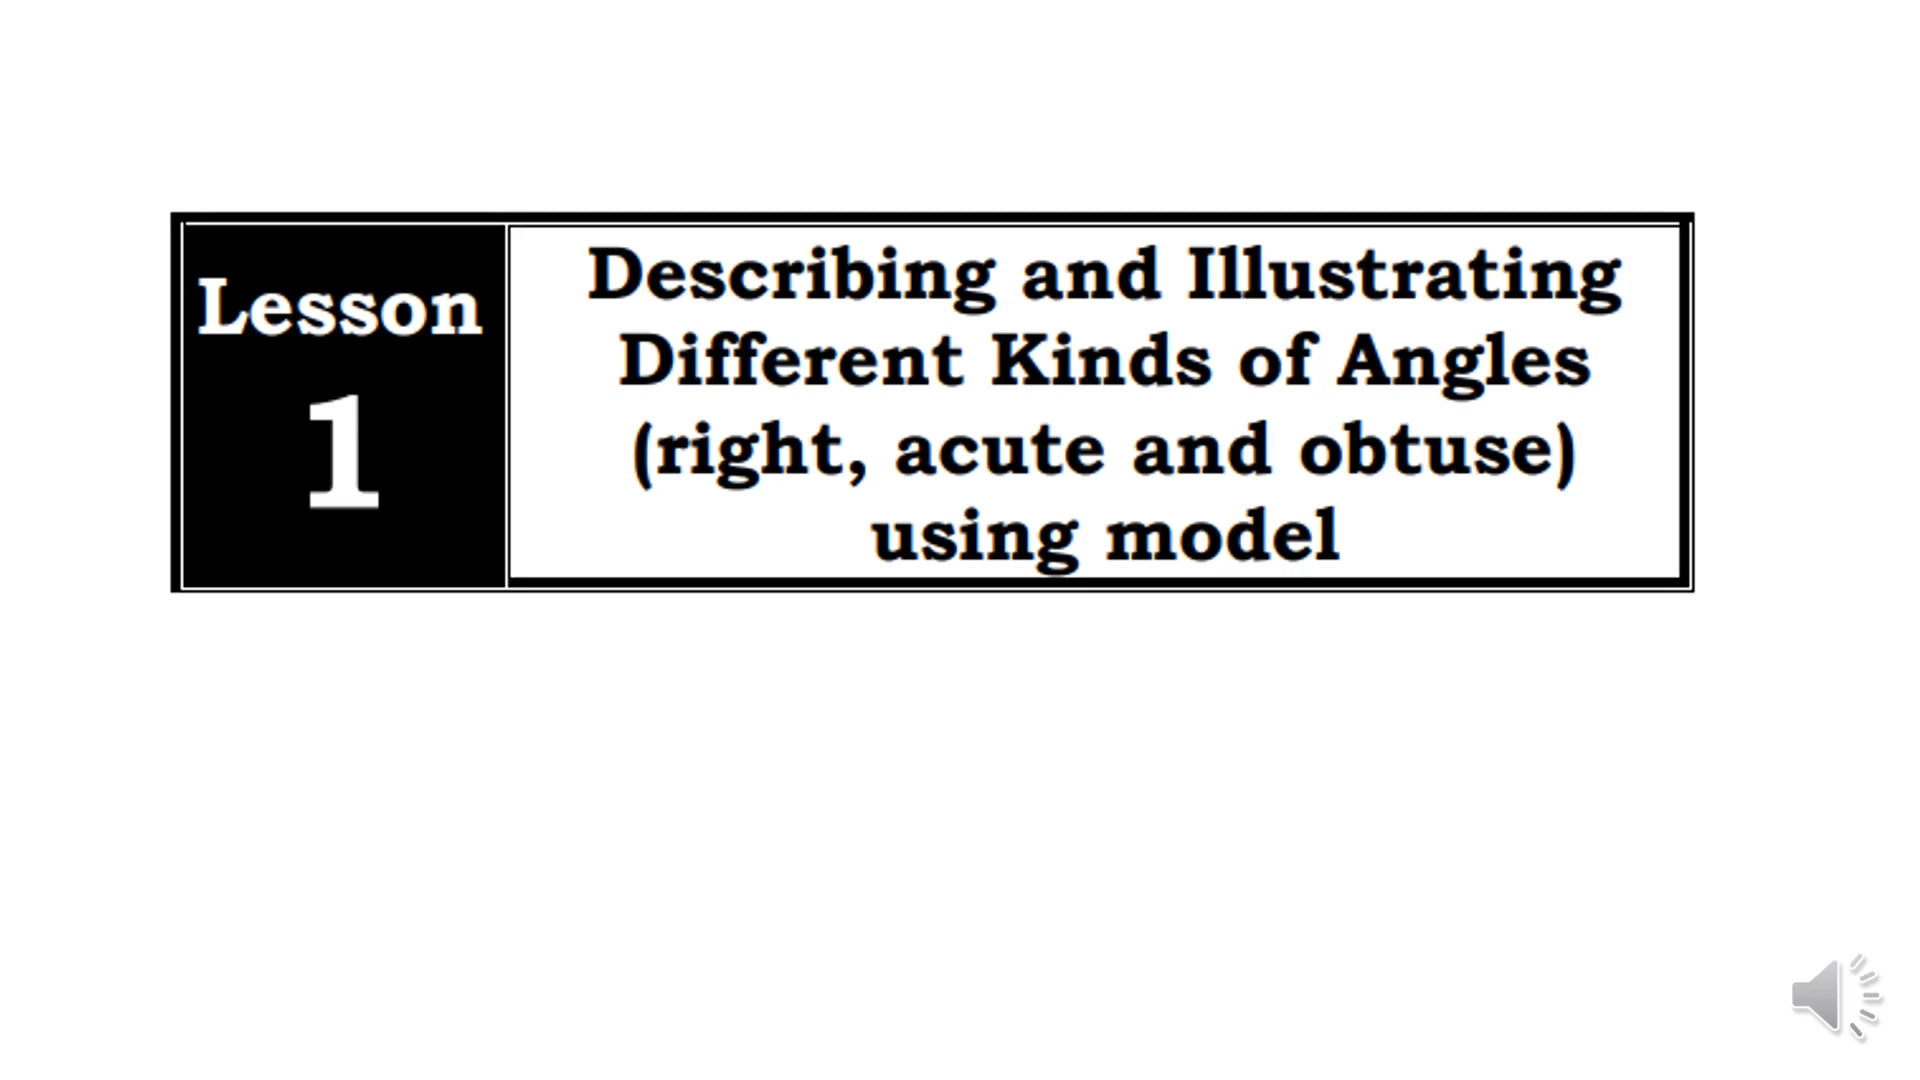 Lesson
1
Describing and Illustrating
Different Kinds of Angles
(right, acute and obtuse)
using model